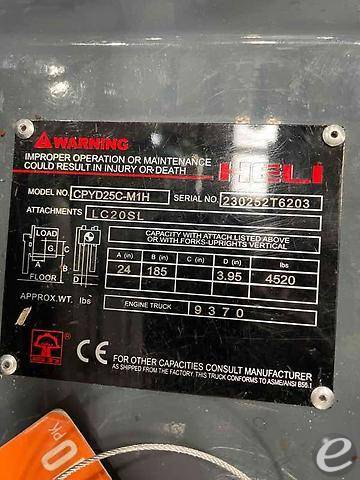 WARNING
IMPROPER OPERATION OR MAINTENANCE
COULD RESULT IN INJURY OR DEATH
HELI
MODEL NO. CPYD25C-M1H SERIAL NO. 230252T6203
ATTACHMENTS LC20SL
LOAD
G.
A
B
C
D
FLOOR
CAPACITY WITH ATTACH LISTED ABOVE
OR WITH FORKS-UPRIGHTS VERTICAL
A (in) B (in) C (in) D (in) lbs
24 185 3.95 4520
APPROX.WT. lbs ENGINE TRUCK 9370
CE
FOR OTHER CAPACITIES CONSULT MANUFACTURER
AS SHIPPED FROM THE FACTORY, THIS TRUCK CONFORMS TO ASME/ANSI B56.1
0
PK
e